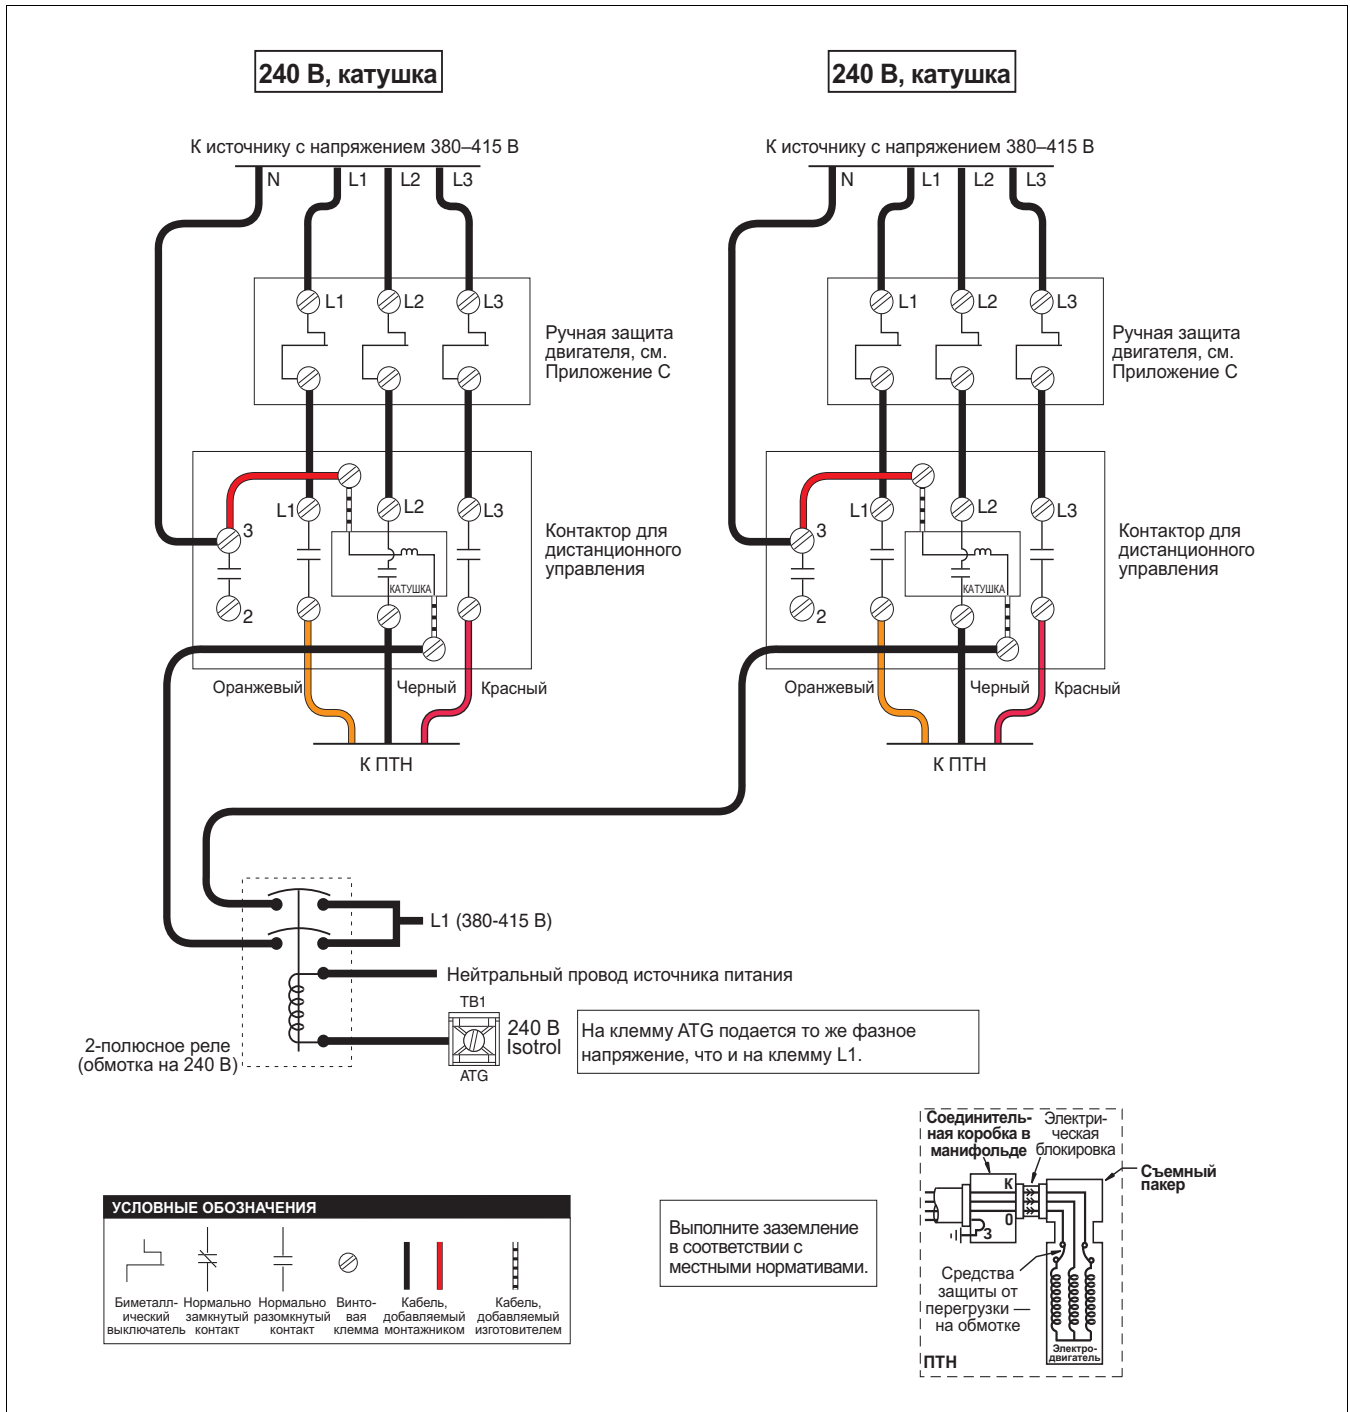 240 В, катушка
240 В, катушка
К источнику с напряжением 380–415 В
К источнику с напряжением 380–415 В
N
L1
L2
L3
N
L1
L2
L3
L1
L2
L3
Ручная защита
двигателя, см.
Приложение С
L1
L2
L3
Ручная защита
двигателя, см.
Приложение С
L1
L2
L3
3
2
КАТУШКА
Контактор для
дистанционного
управления
L1
L2
L3
3
2
КАТУШКА
Контактор для
дистанционного
управления
Оранжевый
Черный
Красный
Оранжевый
Черный
Красный
К ПТН
К ПТН
L1 (380-415 В)
Нейтральный провод источника питания
2-полюсное реле
(обмотка на 240 В)
TB1
ATG
240 В
Isotrol
На клемму ATG подается то же фазное
напряжение, что и на клемму L1.
Соединитель-
ная коробка в
манифольде
Электри-
ческая
блокировка
Съемный
пакер
К
О
З
Средства
защиты от
перегрузки —
на обмотке
Электро-
двигатель
ПТН
Выполните заземление
в соответствии с
местными нормативами.
УСЛОВНЫЕ ОБОЗНАЧЕНИЯ
Биметалл-
ический
выключатель
Нормально
замкнутый
контакт
Нормально
разомкнутый
контакт
Винто-
вая
клемма
Кабель,
добавляемый
монтажником
Кабель,
добавляемый
изготовителем